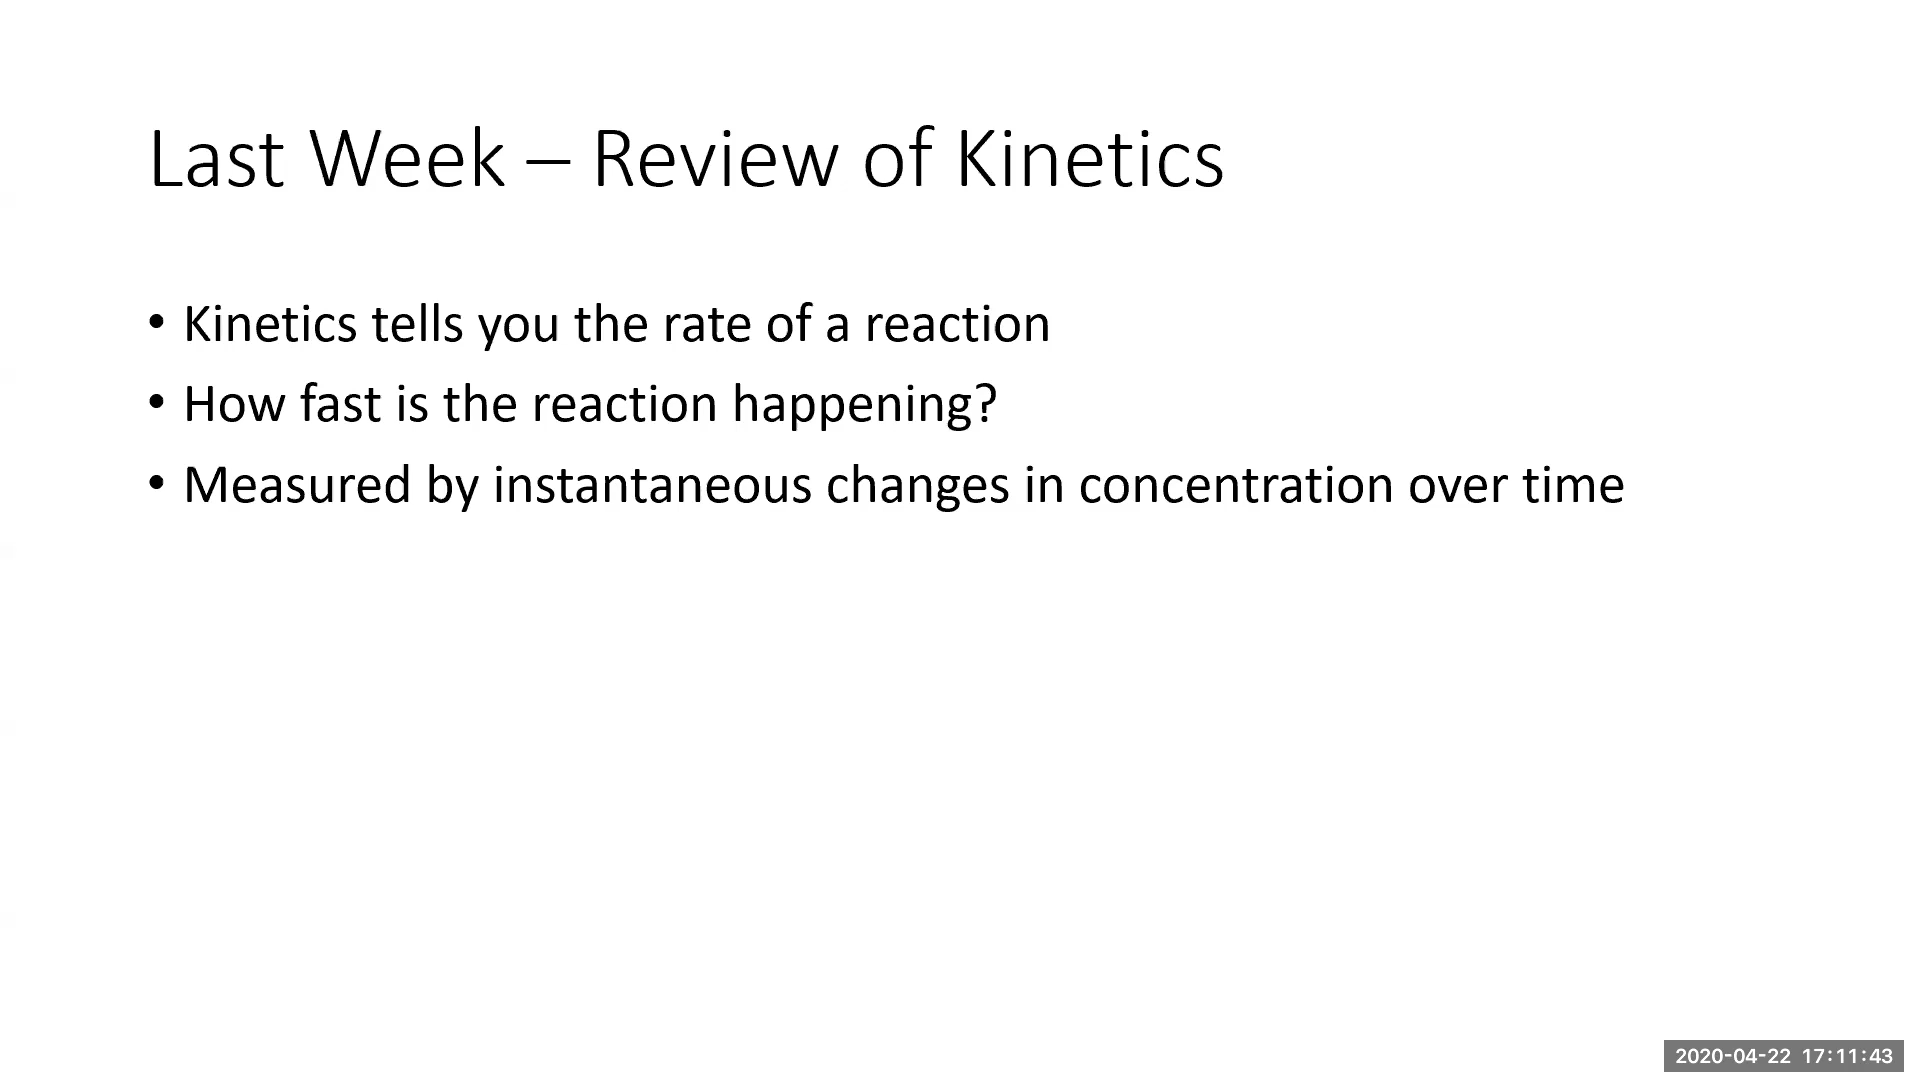 Last Week – Review of Kinetics
• Kinetics tells you the rate of a reaction
• How fast is the reaction happening?
• Measured by instantaneous changes in concentration over time
2020-04-22 17:11:43